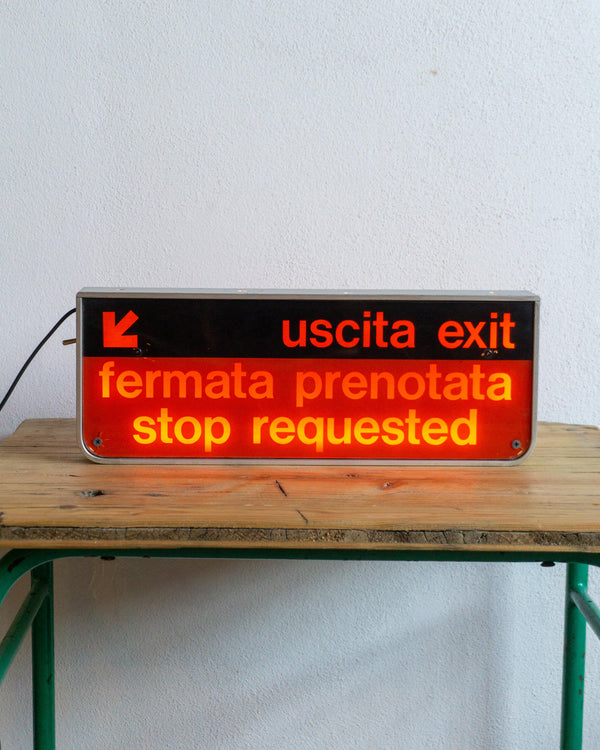 uscita exit
fermata prenotata
stop requested